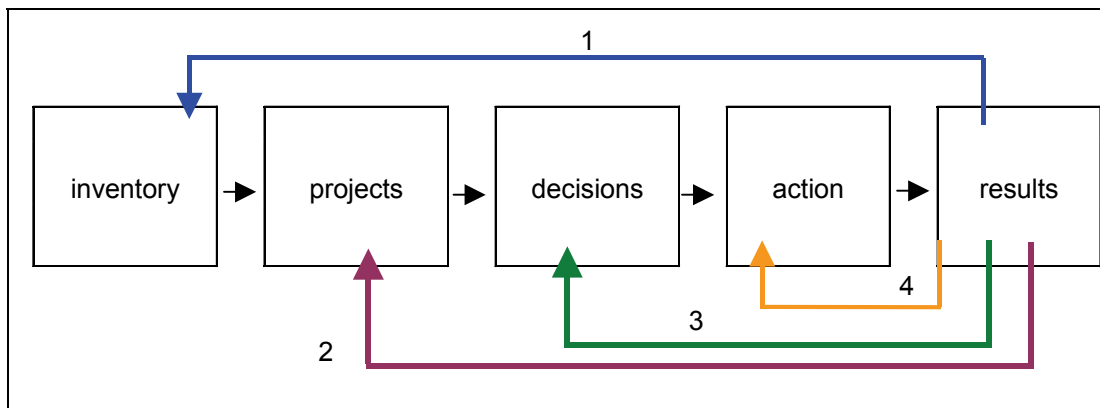 1
inventory
projects
decisions
action
results
4
3
2